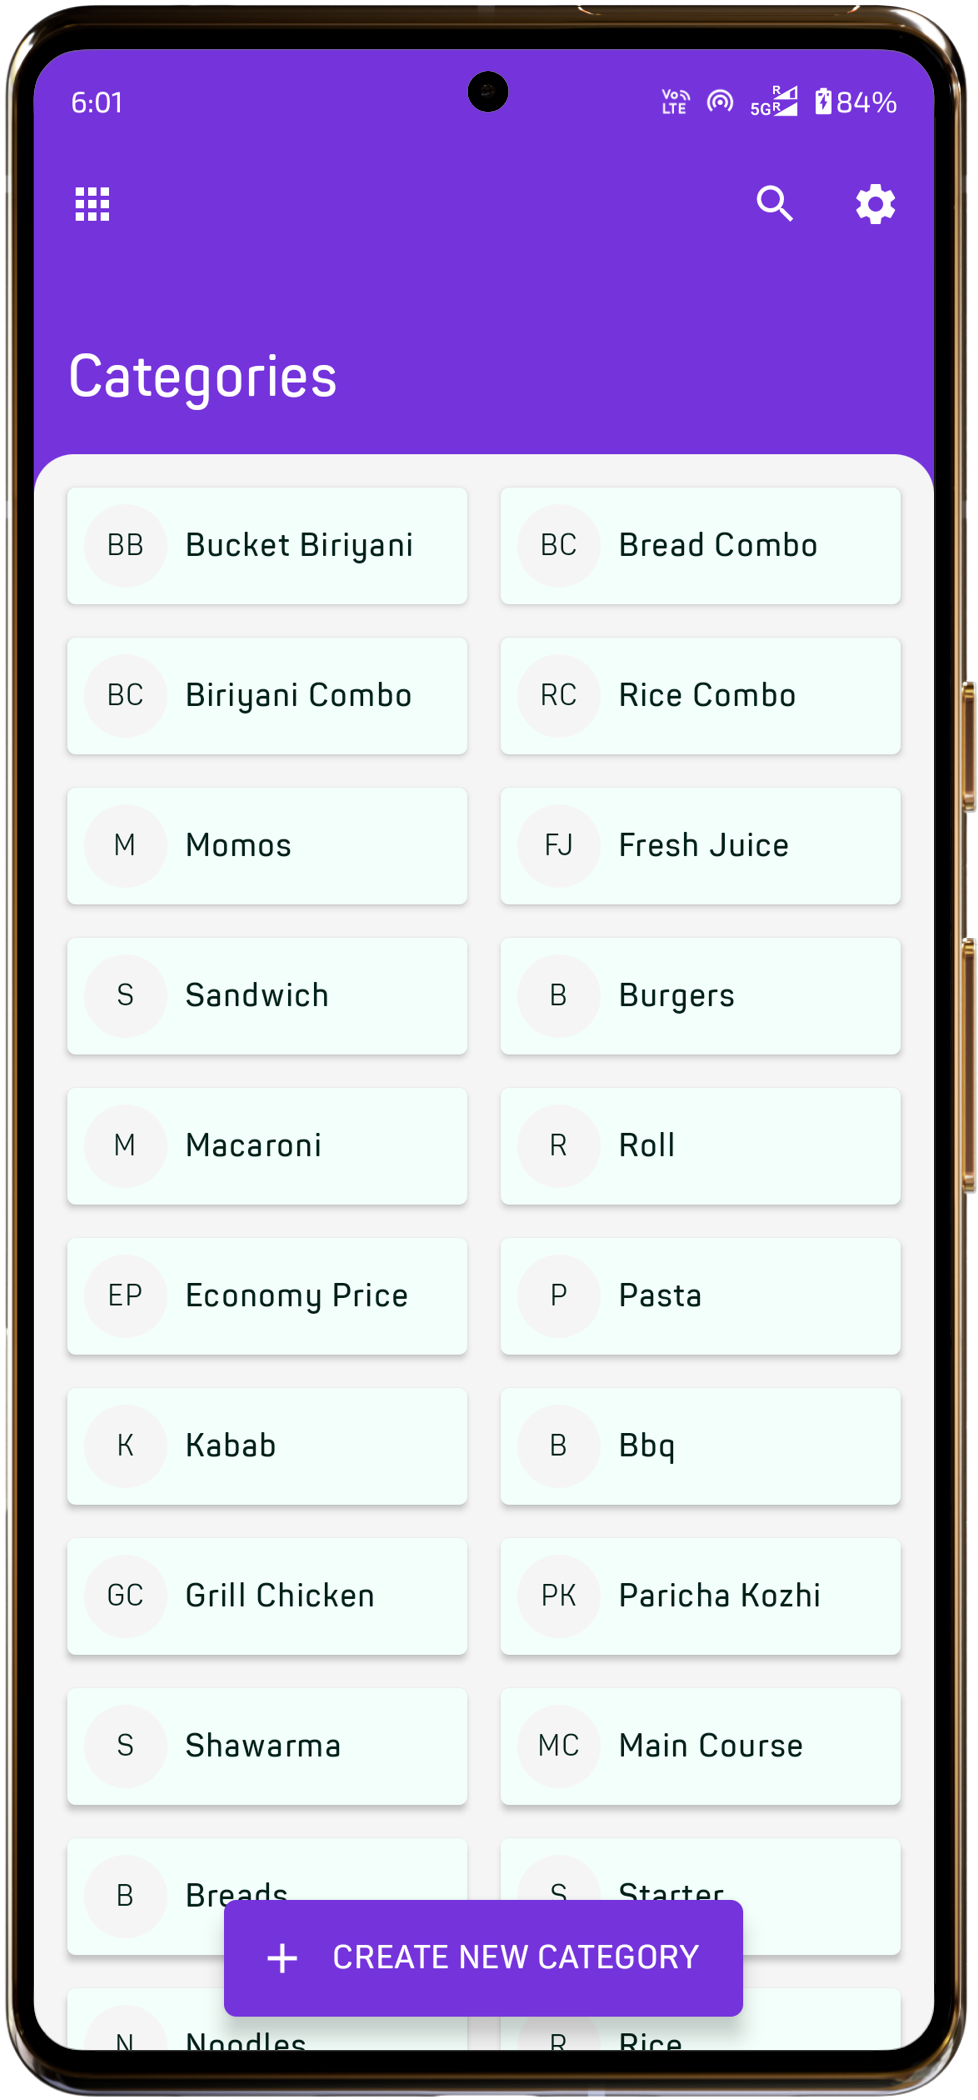 6:01
Vo LTE 5G R R 84%
Categories
BB Bucket Biriyani
BC Bread Combo
BC Biriyani Combo
RC Rice Combo
M Momos
FJ Fresh Juice
S Sandwich
B Burgers
M Macaroni
R Roll
EP Economy Price
P Pasta
K Kabab
B Bbq
GC Grill Chicken
PK Paricha Kozhi
S Shawarma
MC Main Course
B Breads
S Starter
+ CREATE NEW CATEGORY
N Noodles
R Rice